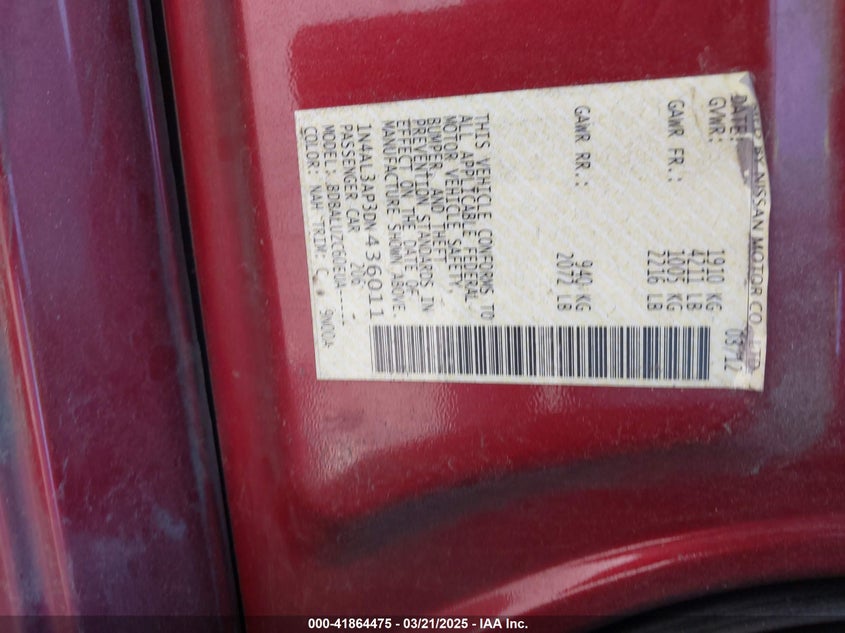 BY NISSAN MOTOR CO., LTD.
DATE: 03/12
GVWR: 1910 KG
4211 LB
GAWR FR.: 1005 KG
2216 LB
GAWR RR.: 940 KG
2072 LB
THIS VEHICLE CONFORMS TO
ALL APPLICABLE FEDERAL
MOTOR VEHICLE SAFETY,
BUMPER, AND THEFT
PREVENTION STANDARDS IN
EFFECT ON THE DATE OF
MANUFACTURE SHOWN ABOVE.
1N4AL3AP3DN436011
PASSENGER CAR 206
MODEL:
COLOR: NAH TRIM: C 9N00A
000-41864475 - 03/21/2025 - IAA Inc.